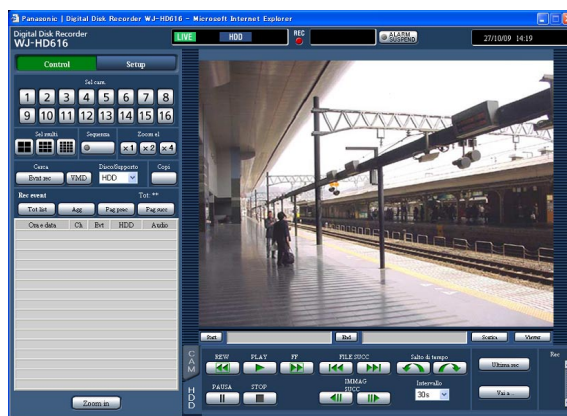 Panasonic | Digital Disk Recorder WJ-HD616 - Microsoft Internet Explorer
Digital Disk Recorder
WJ-HD616
LIVE HDD REC ALARM SUSPEND 27/10/09 14:19
Control Setup
Sel cam.
1 2 3 4 5 6 7 8
9 10 11 12 13 14 15 16
Sel multi Sequenza Zoom el
x1 x2 x4
Cerca Disco/Supporto Copi
Evnt rec VMD HDD
Rec event Tot: **
Tot list Agg Pag prec Pag succ
Ora e data Ch Evt HDD Audio
Zoom in
Start End Scarica Viewer
CAM
HDD
REW PLAY FF FILE SUCC Salto di tempo
Ultima rec
Rec
PAUSA STOP IMMAG SUCC Intervallo
30s
Vai a